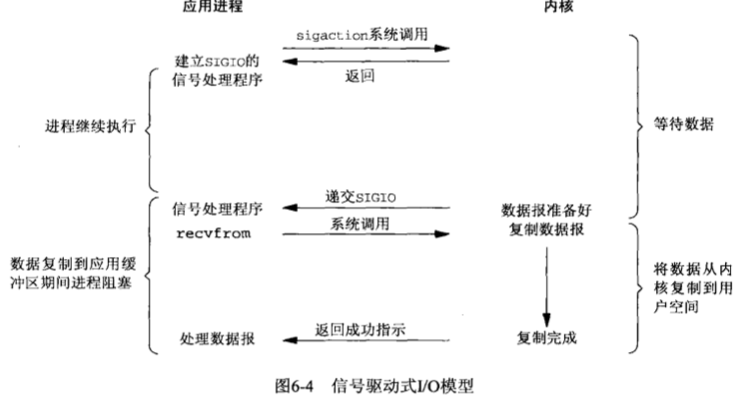 应用进程
内核
sigaction系统调用
建立SIGIO的
信号处理程序
返回
进程继续执行
等待数据
递交SIGIO
信号处理程序
数据报准备好
recvfrom
系统调用
复制数据报
数据复制到应用缓
冲区期间进程阻塞
将数据从内
核复制到用
户空间
返回成功指示
处理数据报
复制完成
图6-4 信号驱动式I/O模型